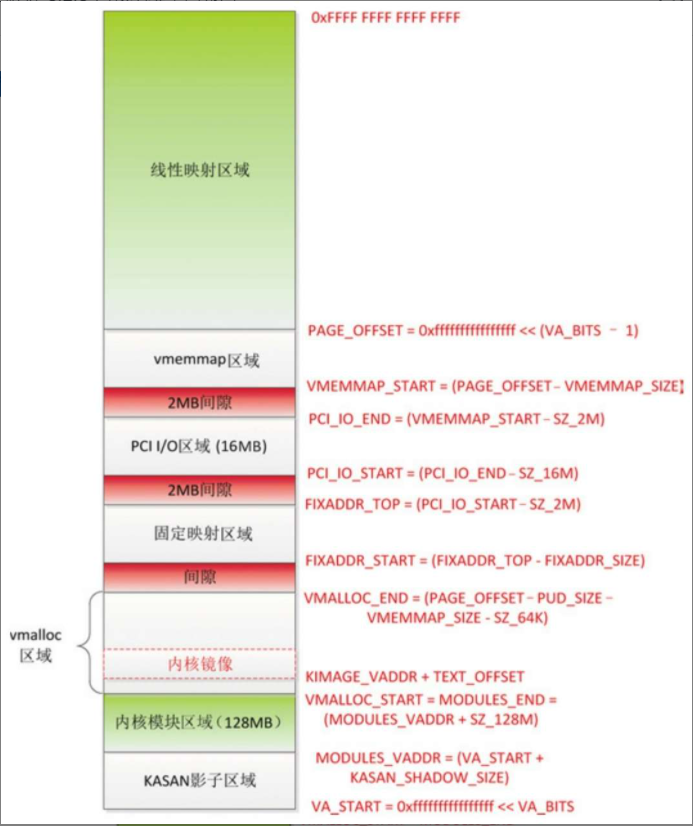 0xFFFF FFFF FFFF FFFF
线性映射区域
PAGE_OFFSET = 0xffffffffffffffff << (VA_BITS - 1)
vmemmap区域
VMEMMAP_START = (PAGE_OFFSET – VMEMMAP_SIZE)
2MB间隙
PCI_IO_END = (VMEMMAP_START – SZ_2M)
PCI I/O区域 (16MB)
PCI_IO_START = (PCI_IO_END – SZ_16M)
2MB间隙
FIXADDR_TOP = (PCI_IO_START – SZ_2M)
固定映射区域
FIXADDR_START = (FIXADDR_TOP - FIXADDR_SIZE)
间隙
VMALLOC_END = (PAGE_OFFSET – PUD_SIZE –
VMEMMAP_SIZE - SZ_64K)
vmalloc
区域
内核镜像
KIMAGE_VADDR + TEXT_OFFSET
VMALLOC_START = MODULES_END =
(MODULES_VADDR + SZ_128M)
内核模块区域（128MB）
MODULES_VADDR = (VA_START +
KASAN_SHADOW_SIZE)
KASAN影子区域
VA_START = 0xffffffffffffffff << VA_BITS